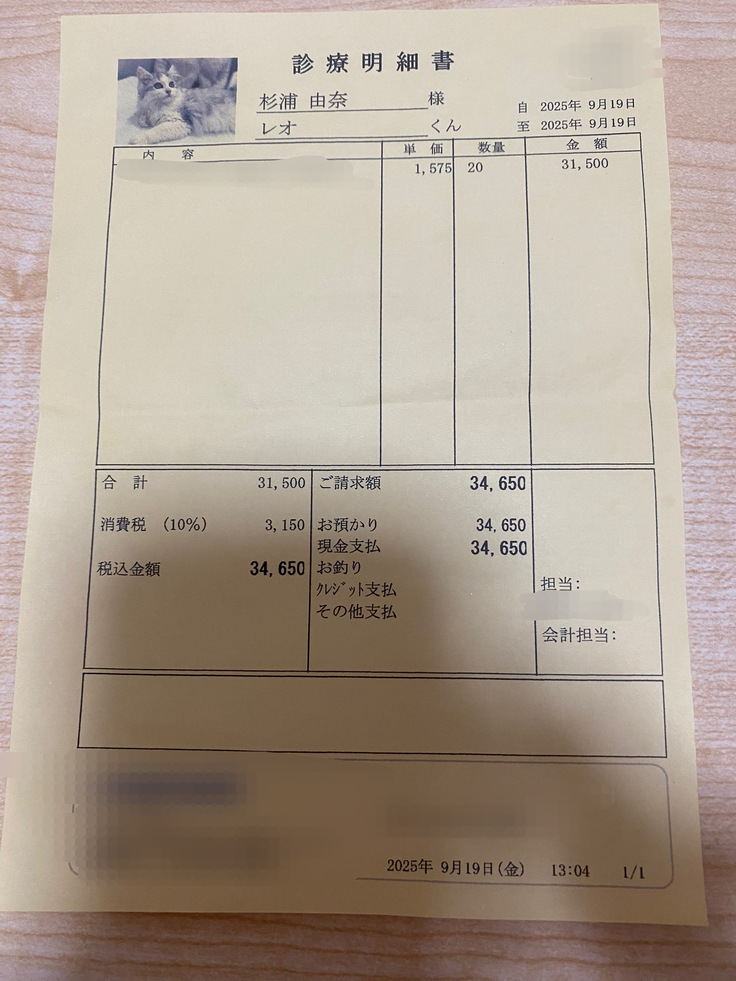 診療明細書
杉浦 由奈 様
レオ くん
自 2025年 9月19日
至 2025年 9月19日
内 容 単 価 数量 金 額
1,575 20 31,500
合 計 31,500
消費税 (10%) 3,150
税込金額 34,650
ご請求額 34,650
お預かり 34,650
現金支払 34,650
お釣り
ｸﾚｼﾞｯﾄ支払
その他支払
担当:
会計担当:
2025年 9月19日(金) 13:04 1/1